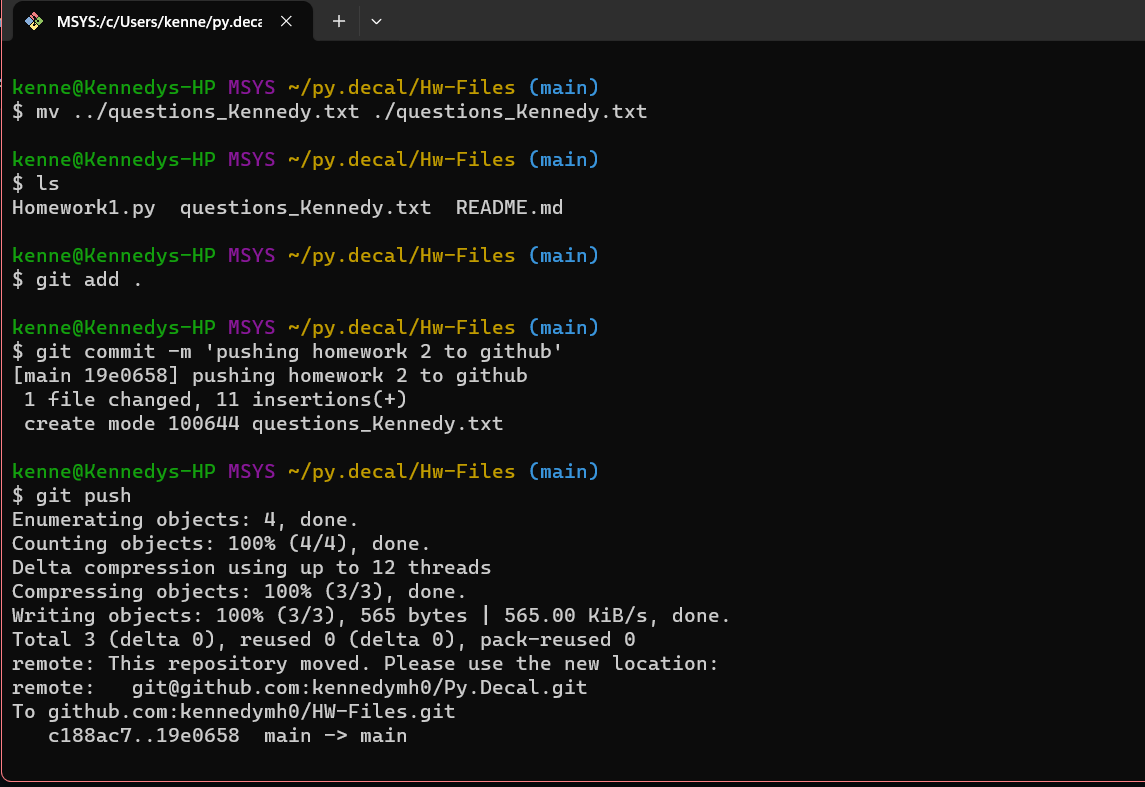 MSYS:/c/Users/kenne/py.deca
kenne@Kennedys-HP MSYS ~/py.decal/Hw-Files (main)
$ mv ../questions_Kennedy.txt ./questions_Kennedy.txt
kenne@Kennedys-HP MSYS ~/py.decal/Hw-Files (main)
$ ls
Homework1.py  questions_Kennedy.txt  README.md
kenne@Kennedys-HP MSYS ~/py.decal/Hw-Files (main)
$ git add .
kenne@Kennedys-HP MSYS ~/py.decal/Hw-Files (main)
$ git commit -m 'pushing homework 2 to github'
[main 19e0658] pushing homework 2 to github
 1 file changed, 11 insertions(+)
 create mode 100644 questions_Kennedy.txt
kenne@Kennedys-HP MSYS ~/py.decal/Hw-Files (main)
$ git push
Enumerating objects: 4, done.
Counting objects: 100% (4/4), done.
Delta compression using up to 12 threads
Compressing objects: 100% (3/3), done.
Writing objects: 100% (3/3), 565 bytes | 565.00 KiB/s, done.
Total 3 (delta 0), reused 0 (delta 0), pack-reused 0
remote: This repository moved. Please use the new location:
remote:   git@github.com:kennedymh0/Py.Decal.git
To github.com:kennedymh0/HW-Files.git
   c188ac7..19e0658  main -> main